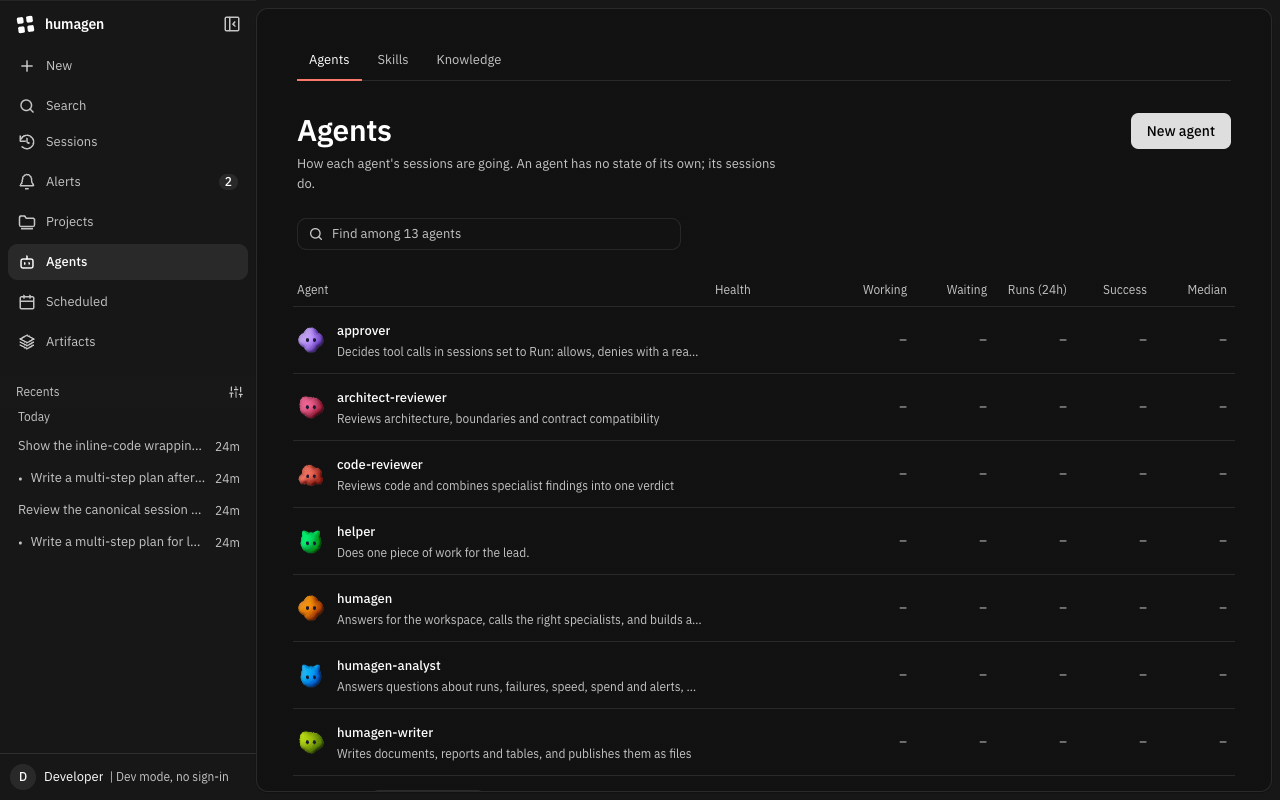 humagen
New
Search
Sessions
Alerts 2
Projects
Agents
Scheduled
Artifacts
Recents
Today
Show the inline-code wrappin... 24m
• Write a multi-step plan after... 24m
Review the canonical session ... 24m
• Write a multi-step plan for l... 24m
D Developer | Dev mode, no sign-in
Agents Skills Knowledge
Agents
New agent
How each agent's sessions are going. An agent has no state of its own; its sessions
do.
Find among 13 agents
Agent Health Working Waiting Runs (24h) Success Median
approver
Decides tool calls in sessions set to Run: allows, denies with a rea...
– – – – –
architect-reviewer
Reviews architecture, boundaries and contract compatibility
– – – – –
code-reviewer
Reviews code and combines specialist findings into one verdict
– – – – –
helper
Does one piece of work for the lead.
– – – – –
humagen
Answers for the workspace, calls the right specialists, and builds a...
– – – – –
humagen-analyst
Answers questions about runs, failures, speed, spend and alerts, ...
– – – – –
humagen-writer
Writes documents, reports and tables, and publishes them as files
– – – – –